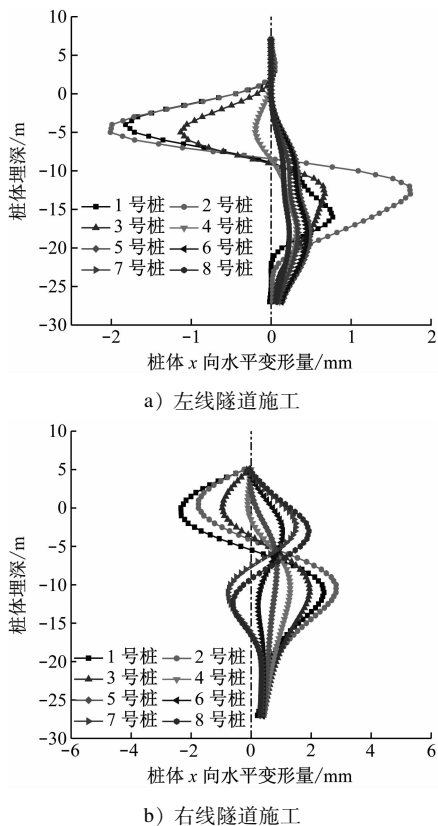 10
5
0
−5
−10
−15
−20
−25
−30
桩体埋深/m
1 号桩 2 号桩
3 号桩 4 号桩
5 号桩 6 号桩
7 号桩 8 号桩
−2 −1 0 1 2
桩体 x 向水平变形量/mm
a）左线隧道施工
10
5
0
−5
−10
−15
−20
−25
−30
桩体埋深/m
1 号桩 2 号桩
3 号桩 4 号桩
5 号桩 6 号桩
7 号桩 8 号桩
−6 −4 −2 0 2 4 6
桩体 x 向水平变形量/mm
b）右线隧道施工